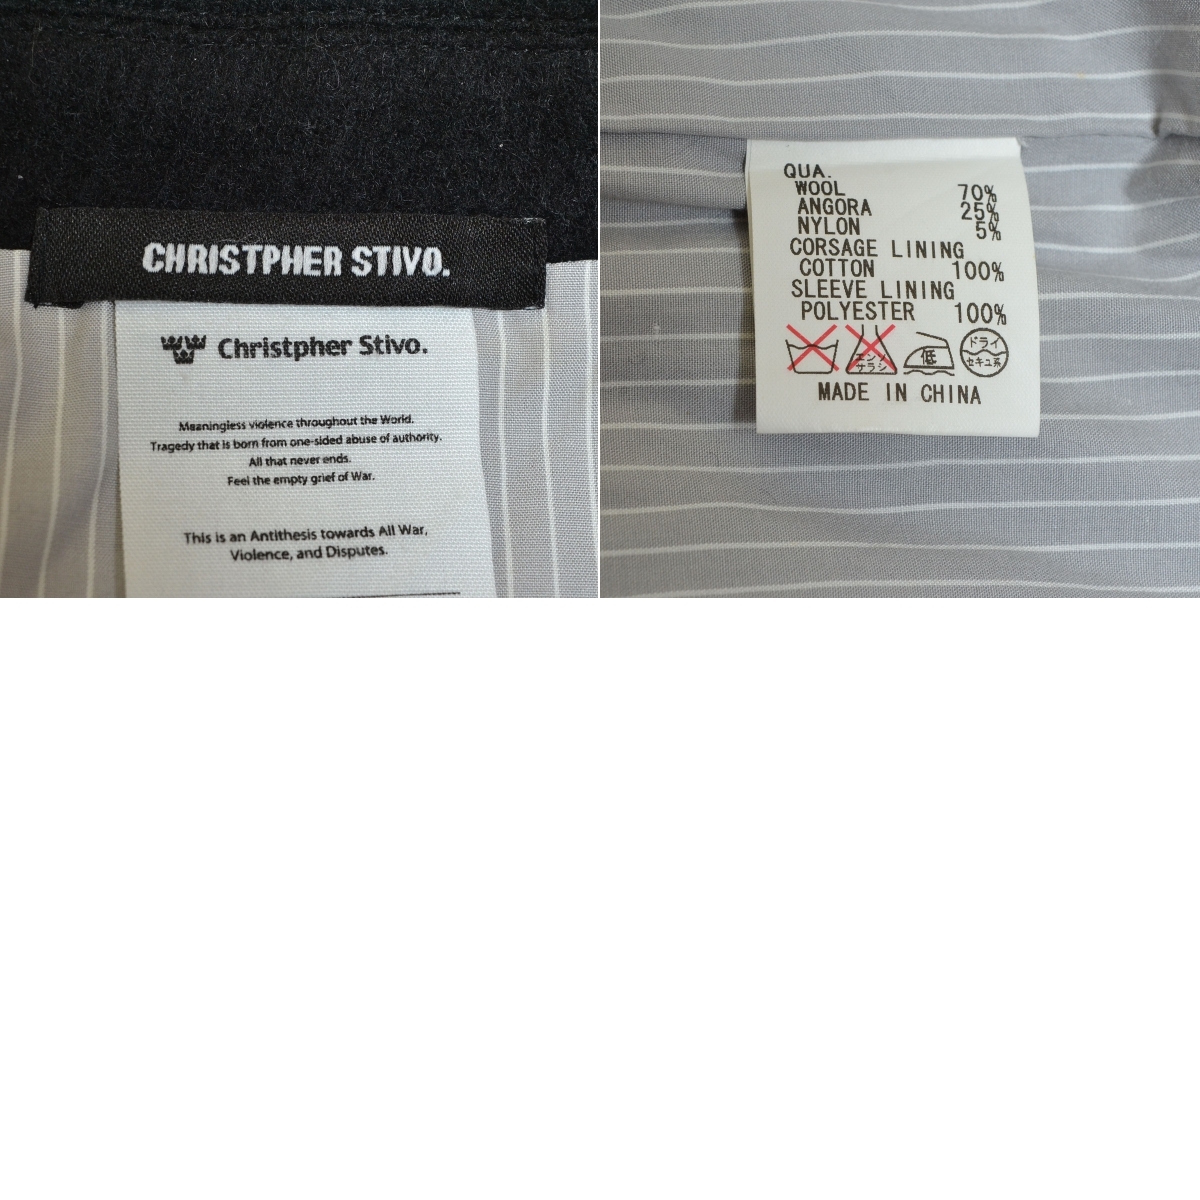 CHRISTPHER STIVO.
Christpher Stivo.
Meaningless violence throughout the World.
Tragedy that is born from one-sided abuse of authority.
All that never ends.
Feel the empty grief of War.
This is an Antithesis towards All War,
Violence, and Disputes.
QUA.
WOOL 70%
ANGORA 25%
NYLON 5%
CORSAGE LINING
COTTON 100%
SLEEVE LINING
POLYESTER 100%
エンソ
サラシ
低
ドライ
セキユ系
MADE IN CHINA